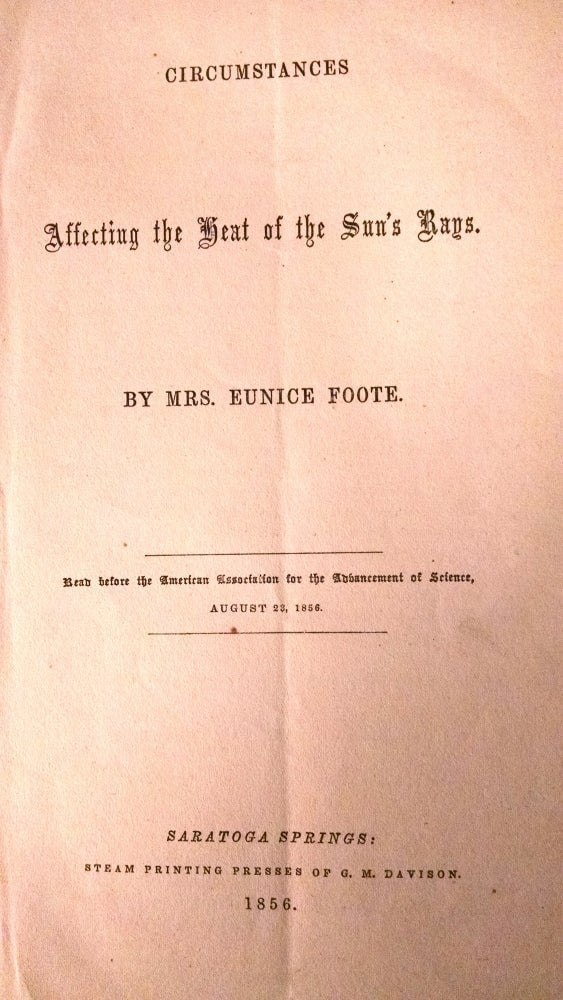 CIRCUMSTANCES
Affecting the Heat of the Sun's Rays.
BY MRS. EUNICE FOOTE.
Read before the American Association for the Advancement of Science,
AUGUST 23, 1856.
SARATOGA SPRINGS:
STEAM PRINTING PRESSES OF G. M. DAVISON.
1856.